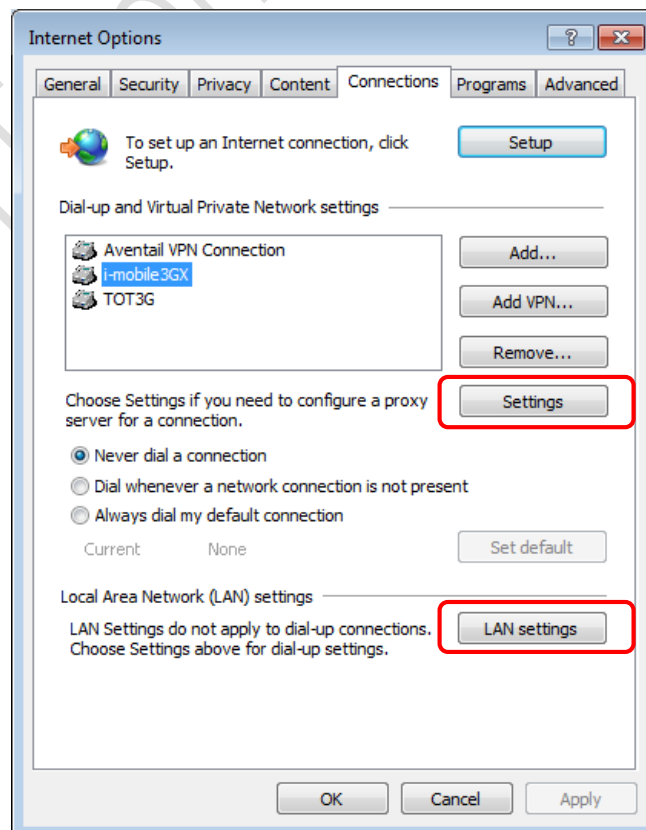 Internet Options
General Security Privacy Content Connections Programs Advanced
To set up an Internet connection, click
Setup.
Setup
Dial-up and Virtual Private Network settings
Aventail VPN Connection
i-mobile3GX
TOT3G
Add...
Add VPN...
Remove...
Choose Settings if you need to configure a proxy
server for a connection.
Settings
Never dial a connection
Dial whenever a network connection is not present
Always dial my default connection
Current None
Set default
Local Area Network (LAN) settings
LAN Settings do not apply to dial-up connections.
Choose Settings above for dial-up settings.
LAN settings
OK Cancel Apply